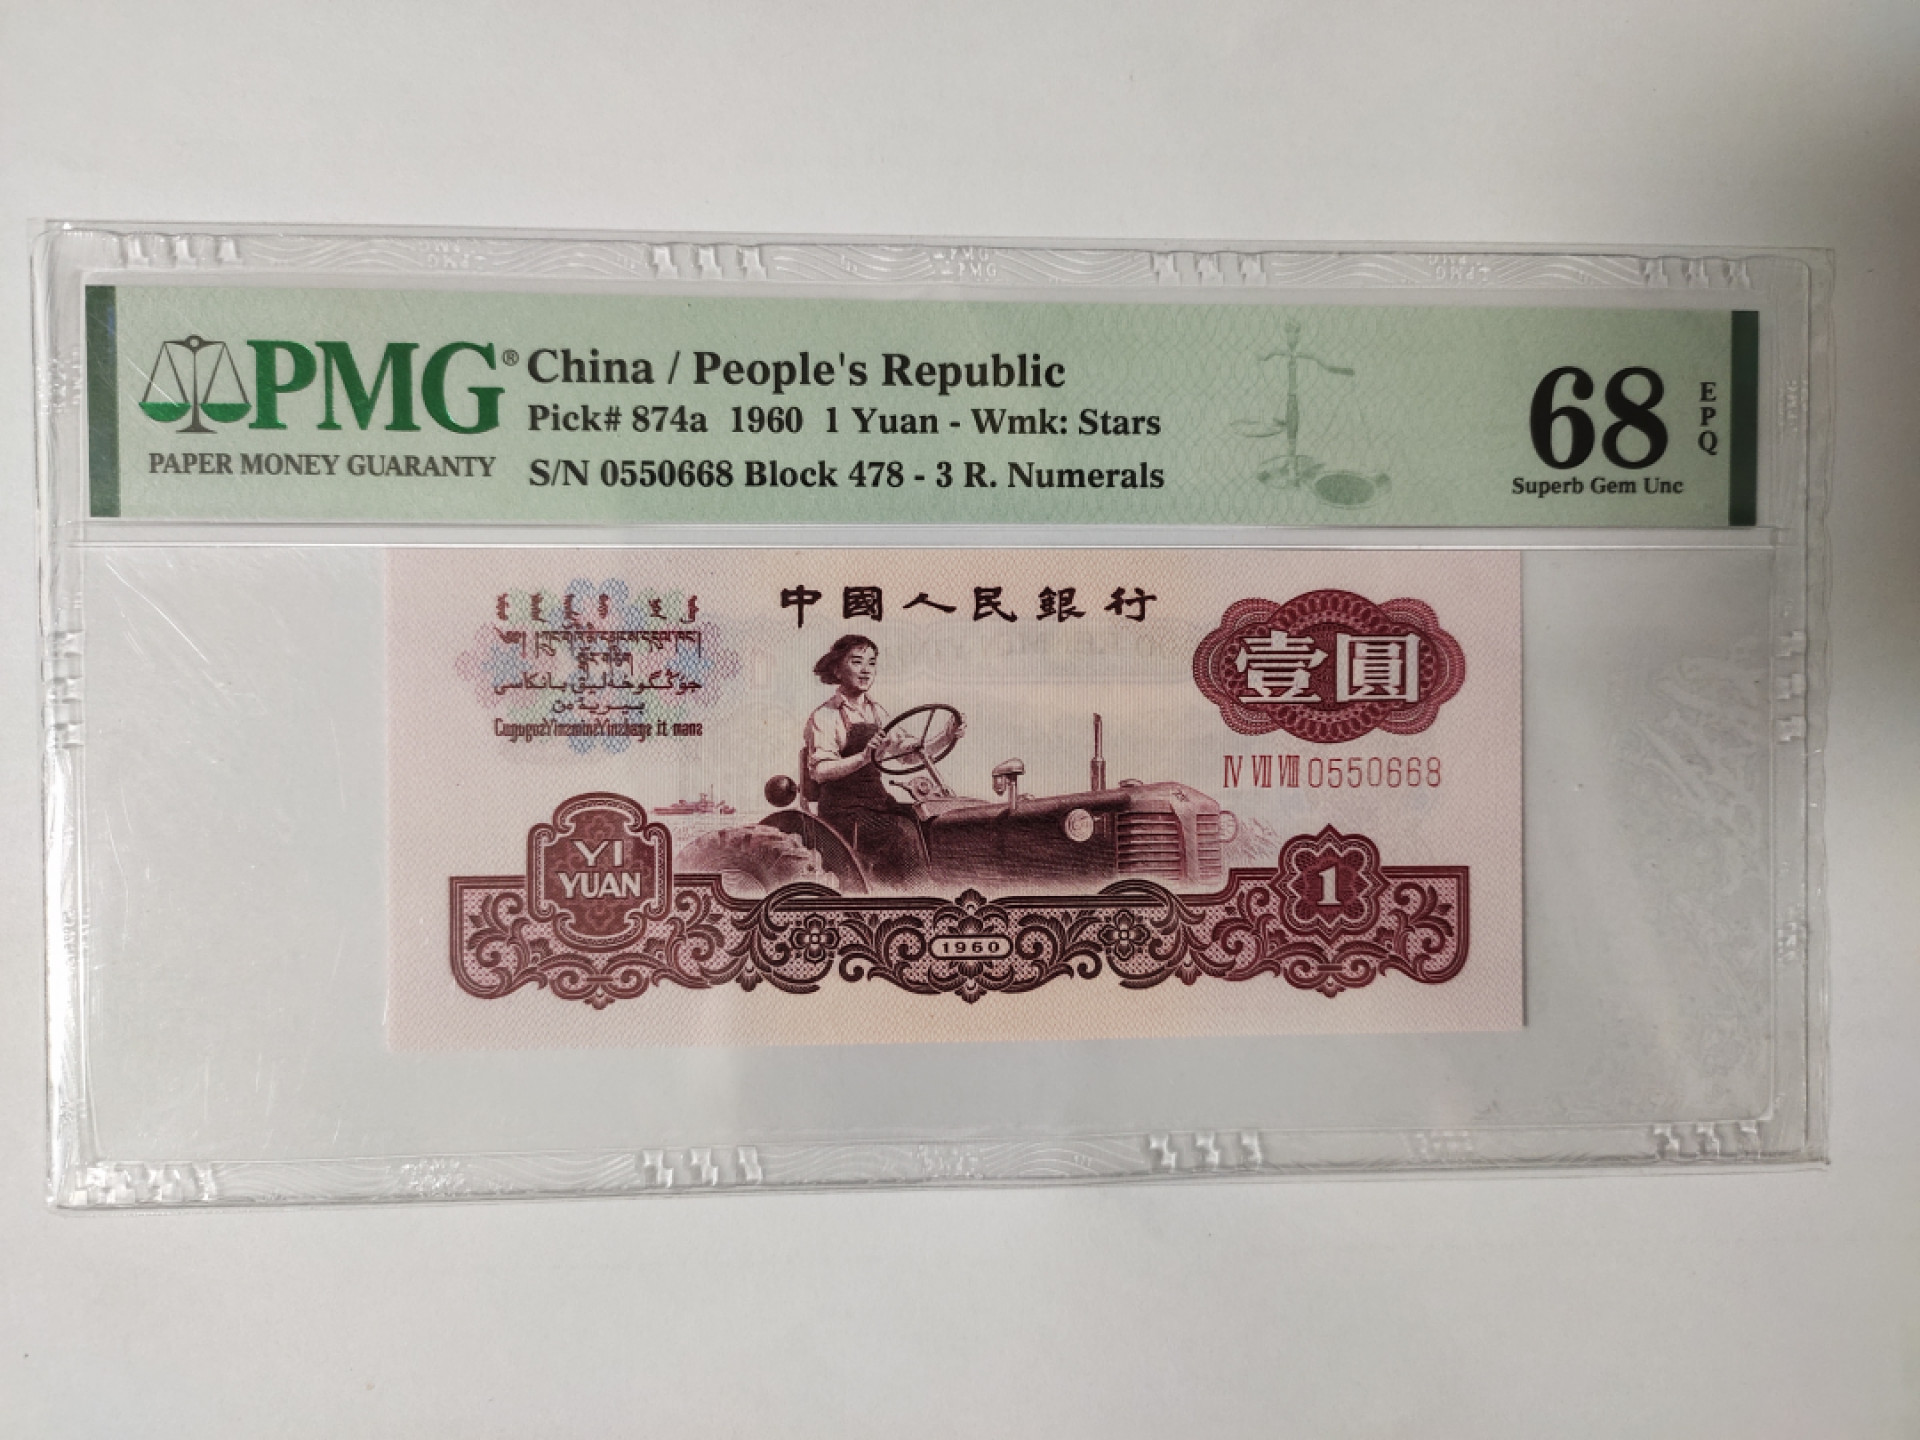 PMG®
PAPER MONEY GUARANTY
China / People's Republic
Pick# 874a 1960 1 Yuan - Wmk: Stars
S/N 0550668 Block 478 - 3 R. Numerals
68
EPQ
Superb Gem Unc
中國人民銀行
壹圓
Ⅳ Ⅶ Ⅷ 0550668
YI
YUAN
1960
1